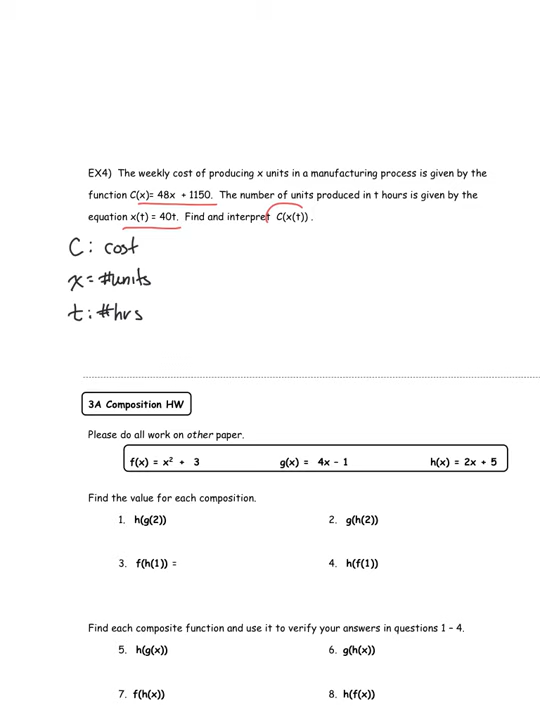 EX4) The weekly cost of producing x units in a manufacturing process is given by the
function C(x)= 48x + 1150. The number of units produced in t hours is given by the
equation x(t) = 40t. Find and interpret C(x(t)) .
C: cost
x = #units
t: #hrs
3A Composition HW
Please do all work on other paper.
f(x) = x² + 3 g(x) = 4x – 1 h(x) = 2x + 5
Find the value for each composition.
1. h(g(2)) 2. g(h(2))
3. f(h(1)) = 4. h(f(1))
Find each composite function and use it to verify your answers in questions 1 – 4.
5. h(g(x)) 6. g(h(x))
7. f(h(x)) 8. h(f(x))